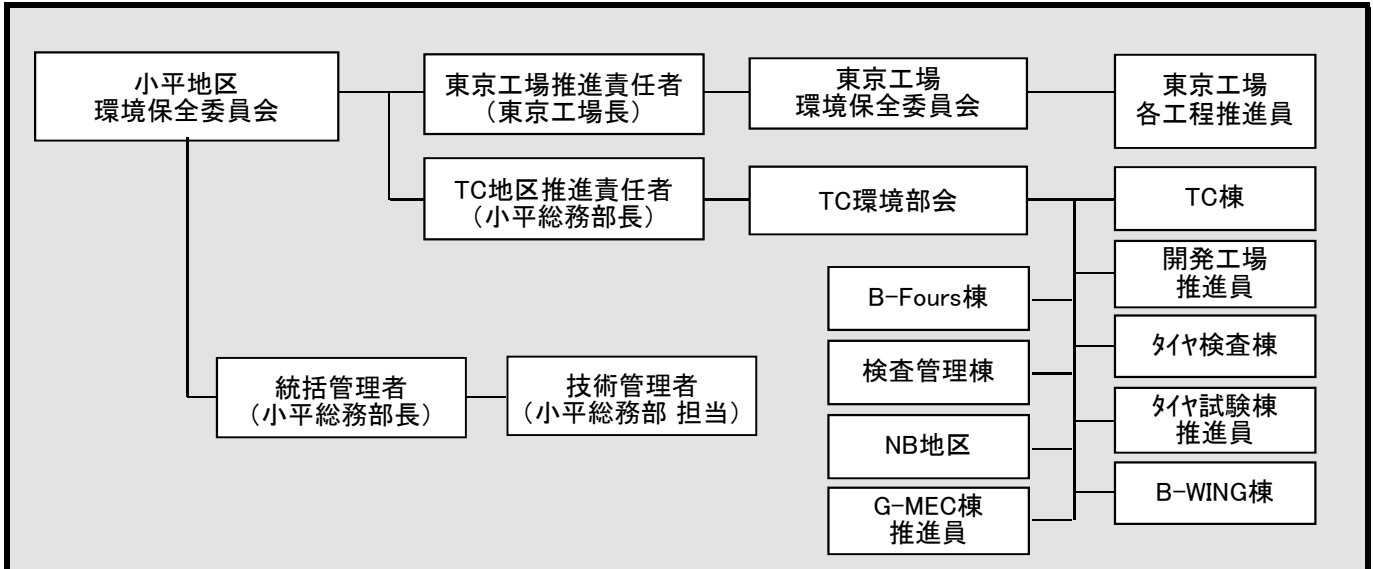 小平地区
環境保全委員会
東京工場推進責任者
（東京工場長）
東京工場
環境保全委員会
東京工場
各工程推進員
TC地区推進責任者
（小平総務部長）
TC環境部会
TC棟
開発工場
推進員
B-Fours棟
ﾀｲﾔ検査棟
検査管理棟
統括管理者
（小平総務部長）
技術管理者
（小平総務部 担当）
ﾀｲﾔ試験棟
推進員
NB地区
B-WING棟
G-MEC棟
推進員